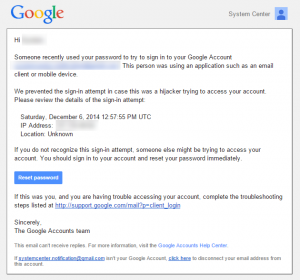 Google
System Center
Hi
Someone recently used your password to try to sign in to your Google Account
This person was using an application such as an email
client or mobile device.
We prevented the sign-in attempt in case this was a hijacker trying to access your account.
Please review the details of the sign-in attempt:
Saturday, December 6, 2014 12:57:55 PM UTC
IP Address:
Location: Unknown
If you do not recognize this sign-in attempt, someone else might be trying to access
your account. You should sign in to your account and reset your password immediately.
Reset password
If this was you, and you are having trouble accessing your account, complete the troubleshooting
steps listed at http://support.google.com/mail?p=client_login
Sincerely,
The Google Accounts team
This email can't receive replies. For more information, visit the Google Accounts Help Center.
If systemcenter.notification@gmail.com isn't your Google Account, click here to disconnect your email address from
this account.